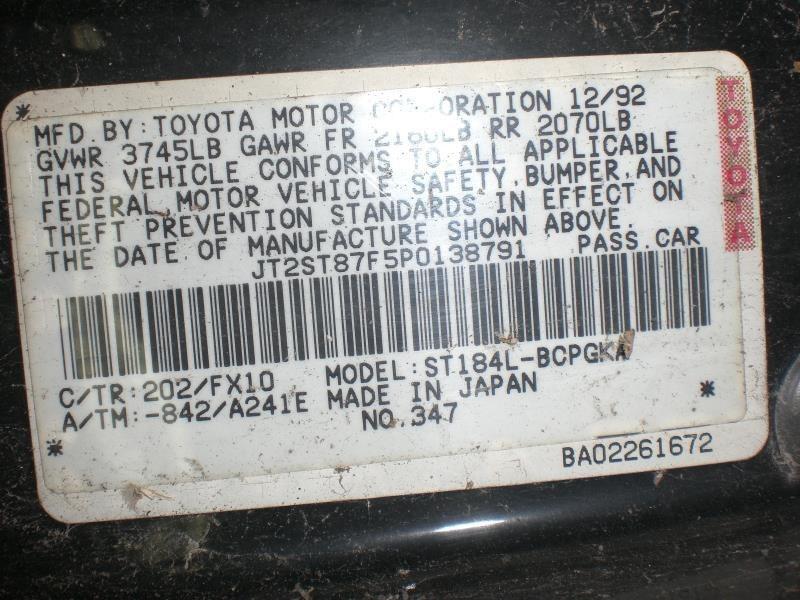 MFD BY: TOYOTA MOTOR CORPORATION 12/92
GVWR 3745LB GAWR FR 2160LB RR 2070LB
THIS VEHICLE CONFORMS TO ALL APPLICABLE
FEDERAL MOTOR VEHICLE SAFETY, BUMPER, AND
THEFT PREVENTION STANDARDS IN EFFECT ON
THE DATE OF MANUFACTURE SHOWN ABOVE.
JT2ST87F5P0138791 PASS. CAR
C/TR: 202/FX10 MODEL: ST184L-BCPGKA
A/TM: -842/A241E MADE IN JAPAN
NO. 347
BA02261672
TOYOTA